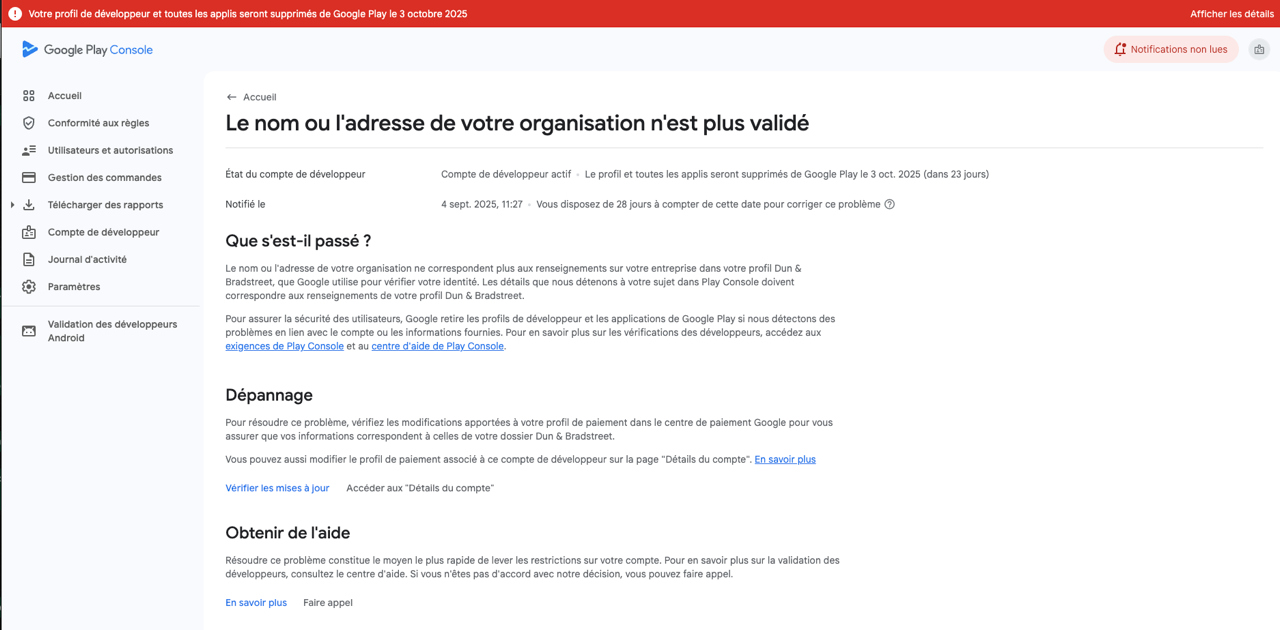 Votre profil de développeur et toutes les applis seront supprimés de Google Play le 3 octobre 2025
Afficher les détails
Google Play Console
Notifications non lues
Accueil
Conformité aux règles
Utilisateurs et autorisations
Gestion des commandes
Télécharger des rapports
Compte de développeur
Journal d'activité
Paramètres
Validation des développeurs
Android
← Accueil
Le nom ou l'adresse de votre organisation n'est plus validé
État du compte de développeur
Compte de développeur actif - Le profil et toutes les applis seront supprimés de Google Play le 3 oct. 2025 (dans 23 jours)
Notifié le
4 sept. 2025, 11:27 - Vous disposez de 28 jours à compter de cette date pour corriger ce problème
Que s'est-il passé ?
Le nom ou l'adresse de votre organisation ne correspondent plus aux renseignements sur votre entreprise dans votre profil Dun &
Bradstreet, que Google utilise pour vérifier votre identité. Les détails que nous détenons à votre sujet dans Play Console doivent
correspondre aux renseignements de votre profil Dun & Bradstreet.
Pour assurer la sécurité des utilisateurs, Google retire les profils de développeur et les applications de Google Play si nous détectons des
problèmes en lien avec le compte ou les informations fournies. Pour en savoir plus sur les vérifications des développeurs, accédez aux
exigences de Play Console et au centre d'aide de Play Console.
Dépannage
Pour résoudre ce problème, vérifiez les modifications apportées à votre profil de paiement dans le centre de paiement Google pour vous
assurer que vos informations correspondent à celles de votre dossier Dun & Bradstreet.
Vous pouvez aussi modifier le profil de paiement associé à ce compte de développeur sur la page "Détails du compte". En savoir plus
Vérifier les mises à jour
Accéder aux "Détails du compte"
Obtenir de l'aide
Résoudre ce problème constitue le moyen le plus rapide de lever les restrictions sur votre compte. Pour en savoir plus sur la validation des
développeurs, consultez le centre d'aide. Si vous n'êtes pas d'accord avec notre décision, vous pouvez faire appel.
En savoir plus
Faire appel